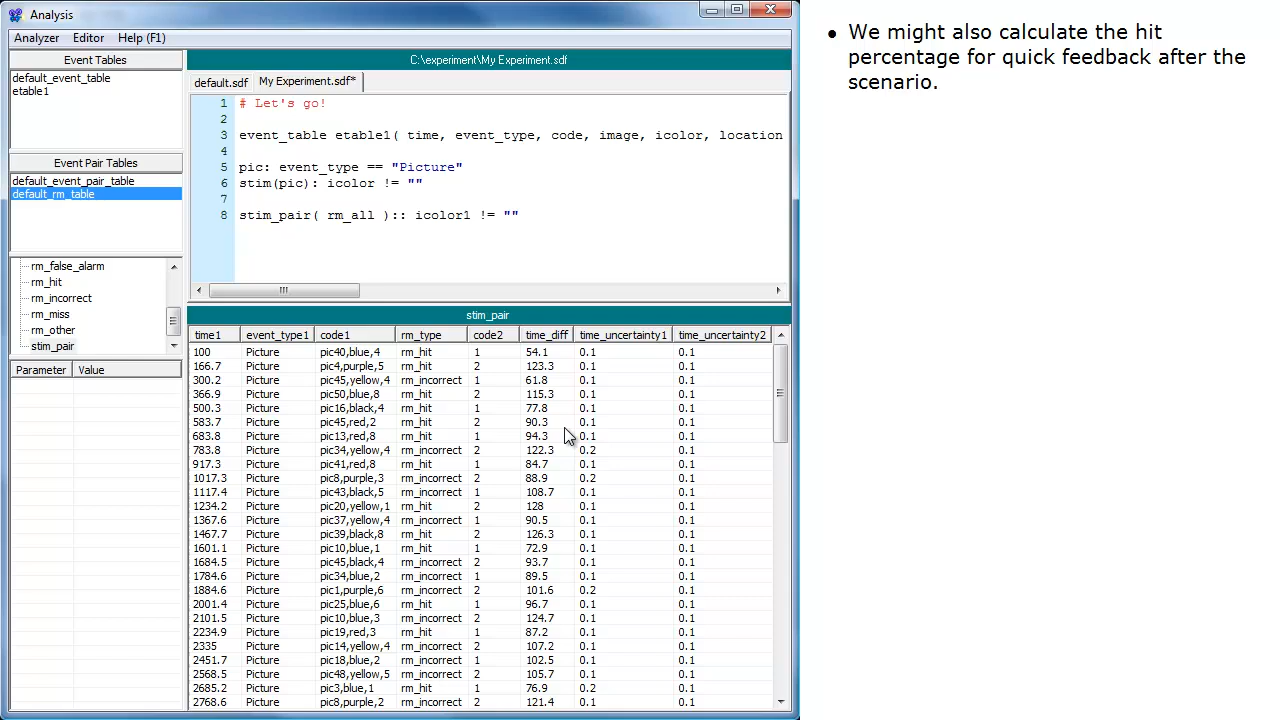 Analysis
Analyzer Editor Help (F1)
Event Tables
default_event_table
etable1
Event Pair Tables
default_event_pair_table
default_rm_table
rm_false_alarm
rm_hit
rm_incorrect
rm_miss
rm_other
stim_pair
Parameter Value
C:\experiment\My Experiment.sdf
default.sdf My Experiment.sdf*
1 # Let's go!
2
3 event_table etable1( time, event_type, code, image, icolor, location
4
5 pic: event_type == "Picture"
6 stim(pic): icolor != ""
7
8 stim_pair( rm_all ):: icolor1 != ""
stim_pair
time1 event_type1 code1 rm_type code2 time_diff time_uncertainty1 time_uncertainty2
100 Picture pic40,blue,4 rm_hit 1 54.1 0.1 0.1
166.7 Picture pic4,purple,5 rm_hit 2 123.3 0.1 0.1
300.2 Picture pic45,yellow,4 rm_incorrect 1 61.8 0.1 0.1
366.9 Picture pic50,blue,8 rm_hit 2 115.3 0.1 0.1
500.3 Picture pic16,black,4 rm_hit 1 77.8 0.1 0.1
583.7 Picture pic45,red,2 rm_hit 2 90.3 0.1 0.1
683.8 Picture pic13,red,8 rm_hit 1 94.3 0.1 0.1
783.8 Picture pic34,yellow,4 rm_incorrect 2 122.3 0.2 0.1
917.3 Picture pic41,red,8 rm_hit 1 84.7 0.1 0.1
1017.3 Picture pic8,purple,3 rm_incorrect 2 88.9 0.2 0.1
1117.4 Picture pic43,black,5 rm_incorrect 1 108.7 0.1 0.1
1234.2 Picture pic20,yellow,1 rm_hit 2 128 0.1 0.1
1367.6 Picture pic37,yellow,4 rm_incorrect 1 90.5 0.1 0.1
1467.7 Picture pic39,black,8 rm_incorrect 2 126.3 0.1 0.1
1601.1 Picture pic10,blue,1 rm_hit 1 72.9 0.1 0.1
1684.5 Picture pic45,black,4 rm_incorrect 2 93.7 0.1 0.1
1784.6 Picture pic34,blue,2 rm_incorrect 1 89.5 0.1 0.1
1884.6 Picture pic1,purple,6 rm_incorrect 2 101.6 0.2 0.1
2001.4 Picture pic25,blue,6 rm_hit 1 96.7 0.1 0.1
2101.5 Picture pic10,blue,3 rm_incorrect 2 124.7 0.1 0.1
2234.9 Picture pic19,red,3 rm_hit 1 87.2 0.1 0.1
2335 Picture pic14,yellow,4 rm_incorrect 2 107.2 0.1 0.1
2451.7 Picture pic18,blue,2 rm_incorrect 1 102.5 0.1 0.1
2568.5 Picture pic48,yellow,5 rm_incorrect 2 105.7 0.1 0.1
2685.2 Picture pic3,blue,1 rm_hit 1 76.9 0.2 0.1
2768.6 Picture pic8,purple,2 rm_incorrect 2 121.4 0.1 0.1
• We might also calculate the hit
percentage for quick feedback after the
scenario.